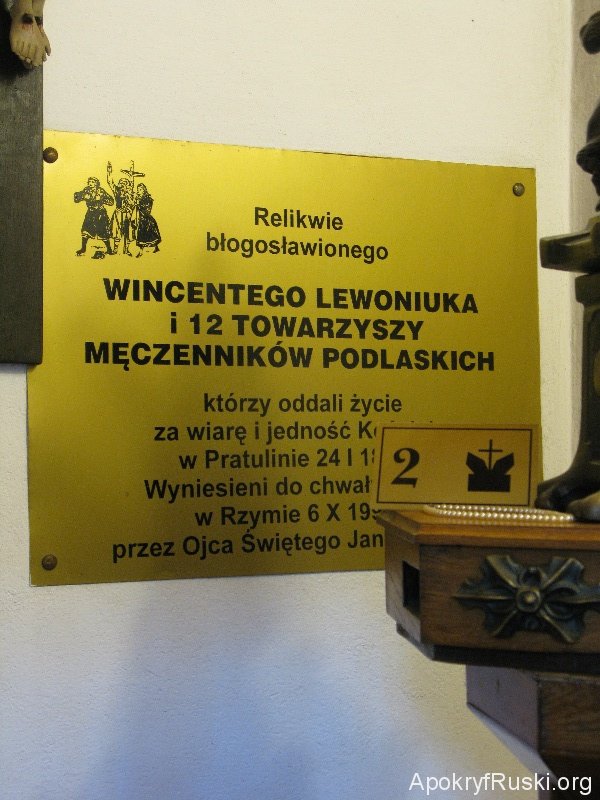 Relikwie
błogosławionego
WINCENTEGO LEWONIUKA
i 12 TOWARZYSZY
MĘCZENNIKÓW PODLASKICH
którzy oddali życie
za wiarę i jedność
w Pratulinie 24 I
Wyniesieni do
w Rzymie 6 X
przez Ojca Świętego
2
ApokryfRuski.org